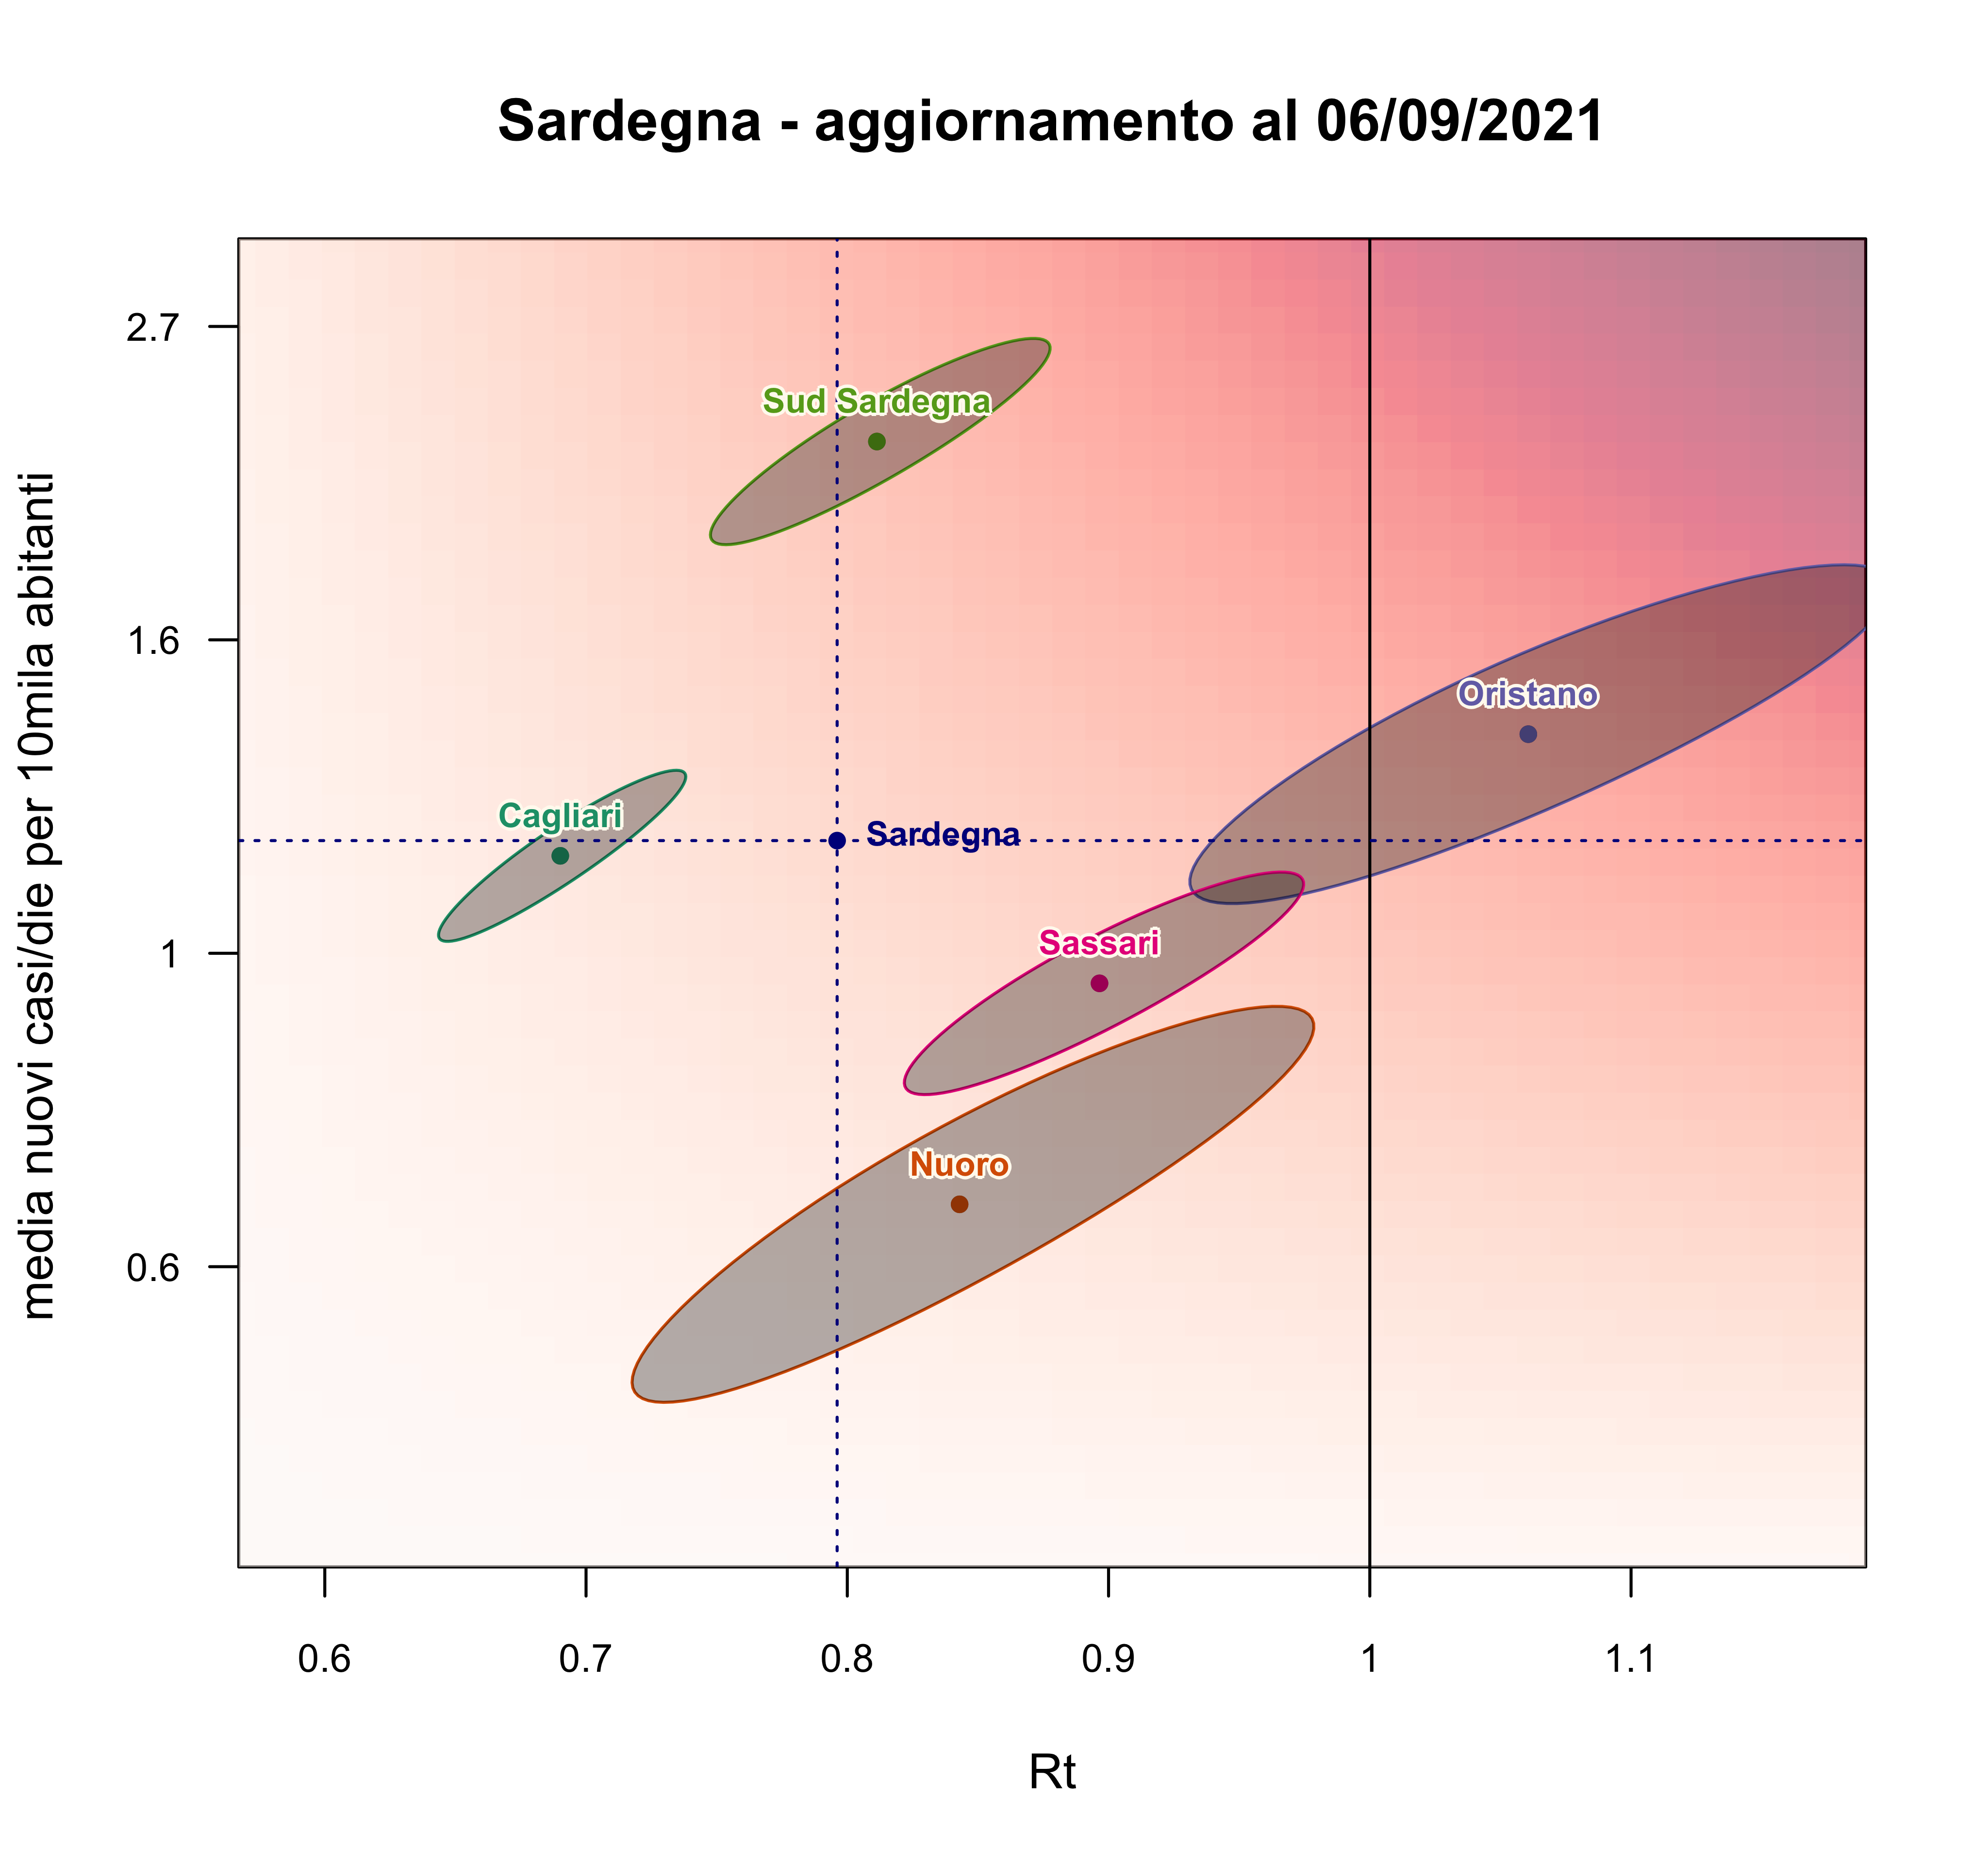 Sardegna - aggiornamento al 06/09/2021
media nuovi casi/die per 10mila abitanti
2.7
1.6
1
0.6
Sud Sardegna
Oristano
Cagliari
Sardegna
Sassari
Nuoro
0.6
0.7
0.8
0.9
1
1.1
Rt